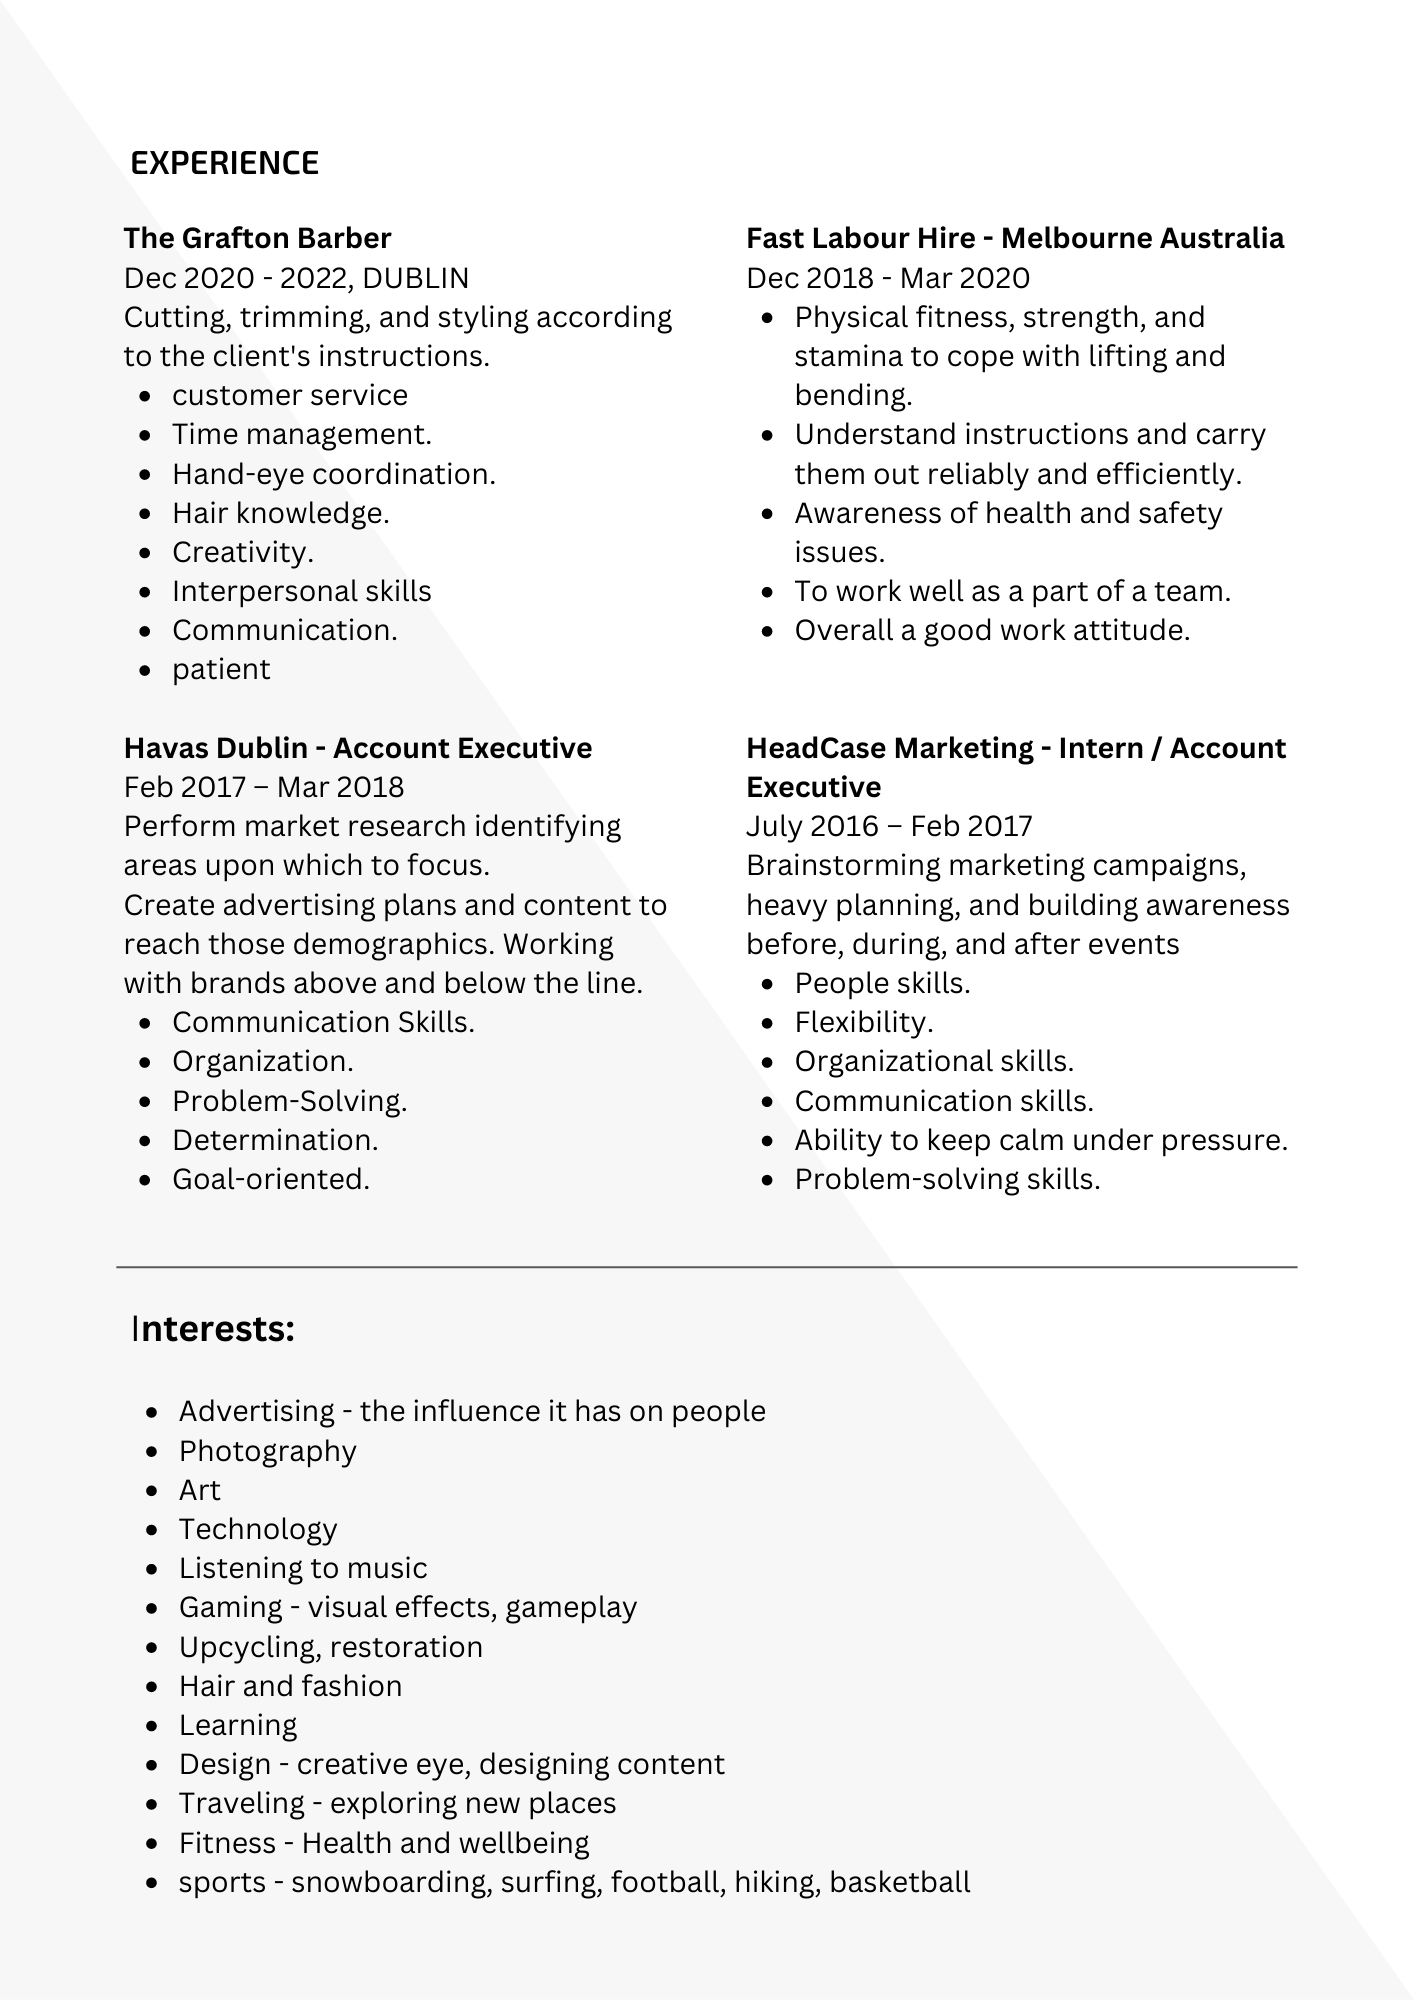 EXPERIENCE
The Grafton Barber
Dec 2020 - 2022, DUBLIN
Cutting, trimming, and styling according
to the client's instructions.
• customer service
• Time management.
• Hand-eye coordination.
• Hair knowledge.
• Creativity.
• Interpersonal skills
• Communication.
• patient
Fast Labour Hire - Melbourne Australia
Dec 2018 - Mar 2020
• Physical fitness, strength, and
stamina to cope with lifting and
bending.
• Understand instructions and carry
them out reliably and efficiently.
• Awareness of health and safety
issues.
• To work well as a part of a team.
• Overall a good work attitude.
Havas Dublin - Account Executive
Feb 2017 – Mar 2018
Perform market research identifying
areas upon which to focus.
Create advertising plans and content to
reach those demographics. Working
with brands above and below the line.
• Communication Skills.
• Organization.
• Problem-Solving.
• Determination.
• Goal-oriented.
HeadCase Marketing - Intern / Account
Executive
July 2016 – Feb 2017
Brainstorming marketing campaigns,
heavy planning, and building awareness
before, during, and after events
• People skills.
• Flexibility.
• Organizational skills.
• Communication skills.
• Ability to keep calm under pressure.
• Problem-solving skills.
Interests:
• Advertising - the influence it has on people
• Photography
• Art
• Technology
• Listening to music
• Gaming - visual effects, gameplay
• Upcycling, restoration
• Hair and fashion
• Learning
• Design - creative eye, designing content
• Traveling - exploring new places
• Fitness - Health and wellbeing
• sports - snowboarding, surfing, football, hiking, basketball